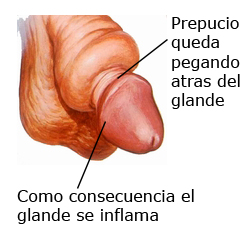 Prepucio
queda
pegando
atras del
glande
Como consecuencia el
glande se inflama